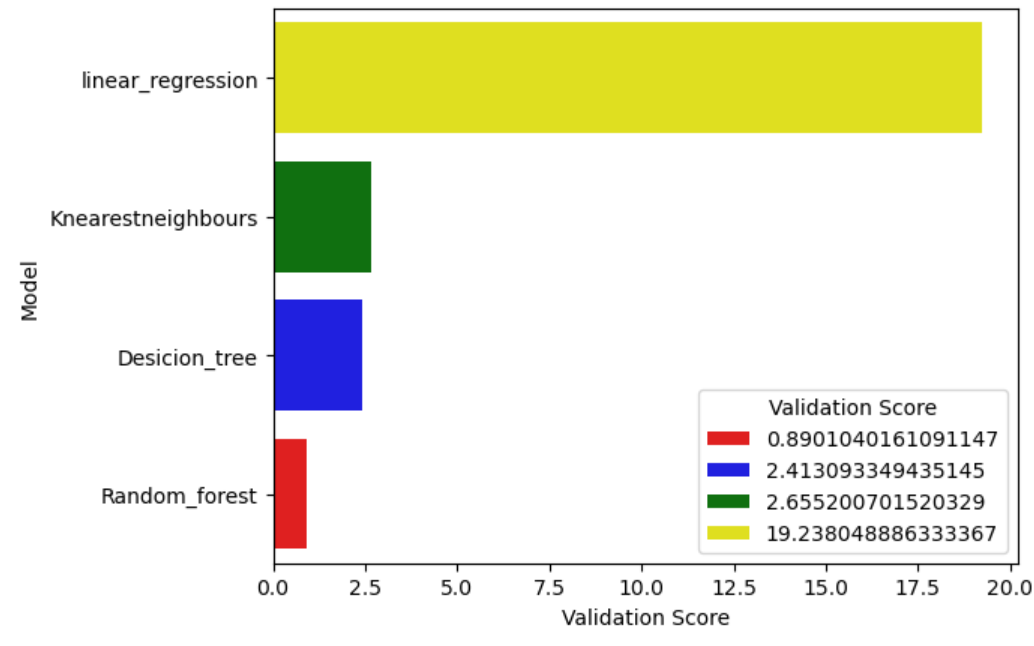 linear_regression
Knearestneighbours
Desicion_tree
Random_forest
Model
Validation Score
0.8901040161091147
2.413093349435145
2.655200701520329
19.238048886333367
0.0 2.5 5.0 7.5 10.0 12.5 15.0 17.5 20.0
Validation Score